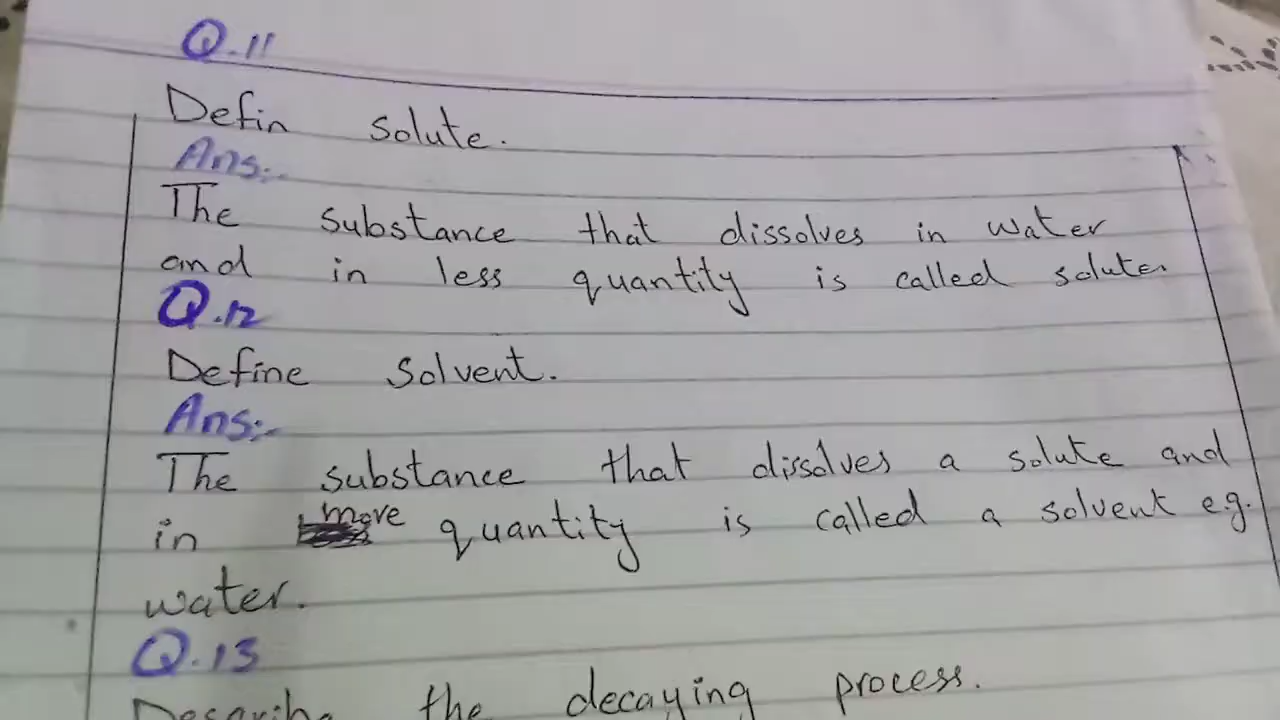 Q.11
Defin solute.
Ans:-
The substance that dissolves in water
and in less quantity is called solute.
Q.12
Define solvent.
Ans:-
The substance that dissolves a solute and
in more quantity is called a solvent e.g.
water.
Q.13
Describe the decaying process.